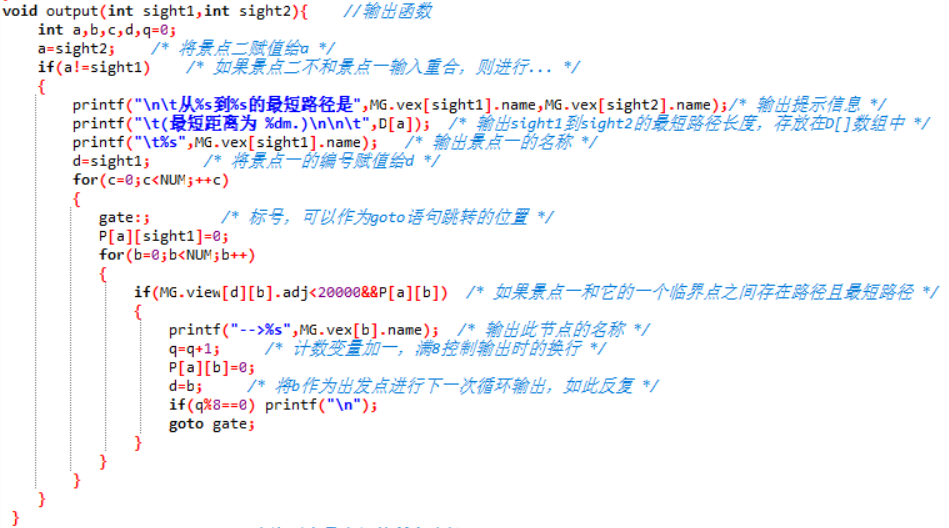 void output(int sight1,int sight2){    //输出函数
    int a,b,c,d,q=0;
    a=sight2;    /* 将景点二赋值给a */
    if(a!=sight1)    /* 如果景点二不和景点一输入重合，则进行... */
    {
        printf("\n\t从%s到%s的最短路径是",MG.vex[sight1].name,MG.vex[sight2].name);/* 输出提示信息 */
        printf("\t(最短距离为 %dm.)\n\n\t",D[a]);  /* 输出sight1到sight2的最短路径长度，存放在D[]数组中 */
        printf("\t%s",MG.vex[sight1].name);    /* 输出景点一的名称 */
        d=sight1;      /* 将景点一的编号赋值给d */
        for(c=0;c<NUM;++c)
        {
            gate:;        /* 标号，可以作为goto语句跳转的位置 */
            P[a][sight1]=0;
            for(b=0;b<NUM;b++)
            {
                if(MG.view[d][b].adj<20000&&P[a][b])  /* 如果景点一和它的一个临界点之间存在路径且最短路径 */
                {
                    printf("-->%s",MG.vex[b].name);  /* 输出此节点的名称 */
                    q=q+1;     /* 计数变量加一，满8控制输出时的换行 */
                    P[a][b]=0;
                    d=b;     /* 将b作为出发点进行下一次循环输出，如此反复 */
                    if(q%8==0) printf("\n");
                    goto gate;
                }
            }
        }
    }
}